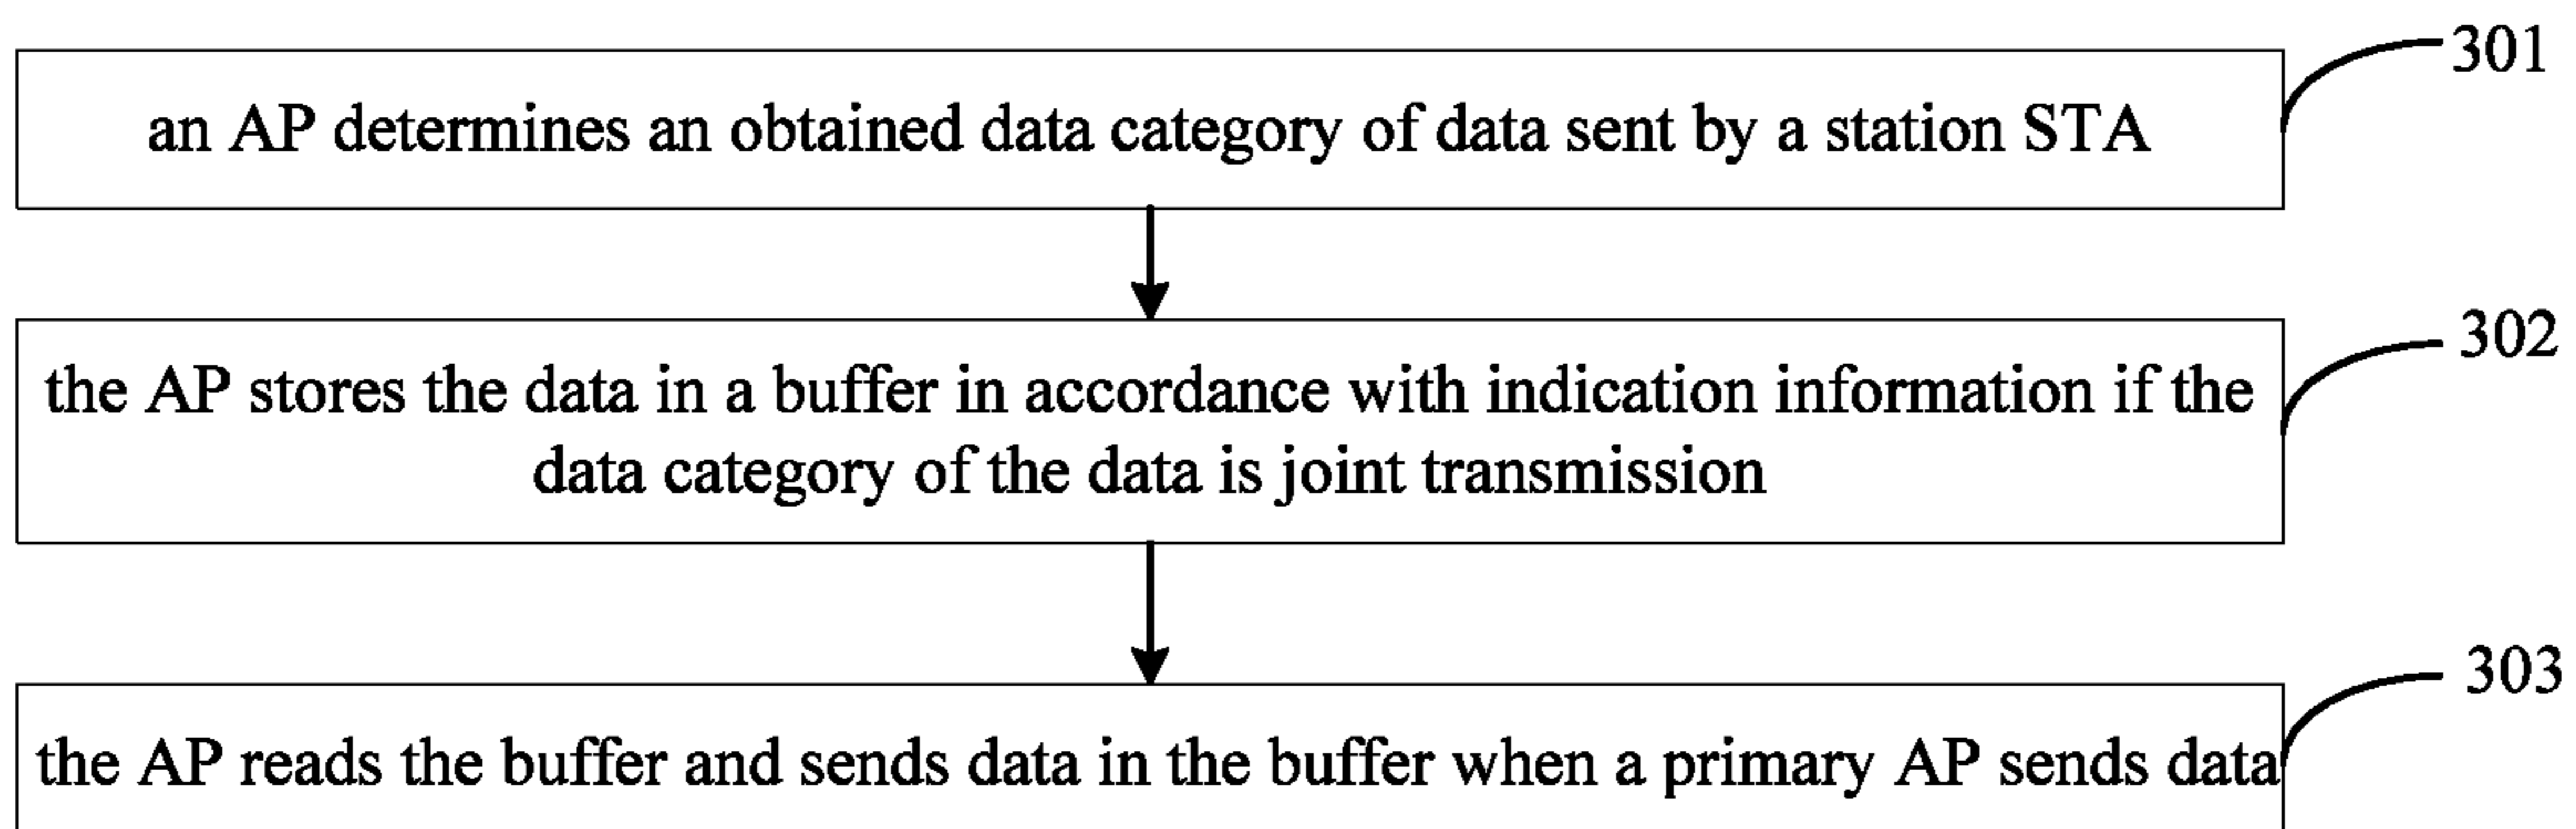 301
an AP determines an obtained data category of data sent by a station STA
302
the AP stores the data in a buffer in accordance with indication information if the
data category of the data is joint transmission
303
the AP reads the buffer and sends data in the buffer when a primary AP sends data